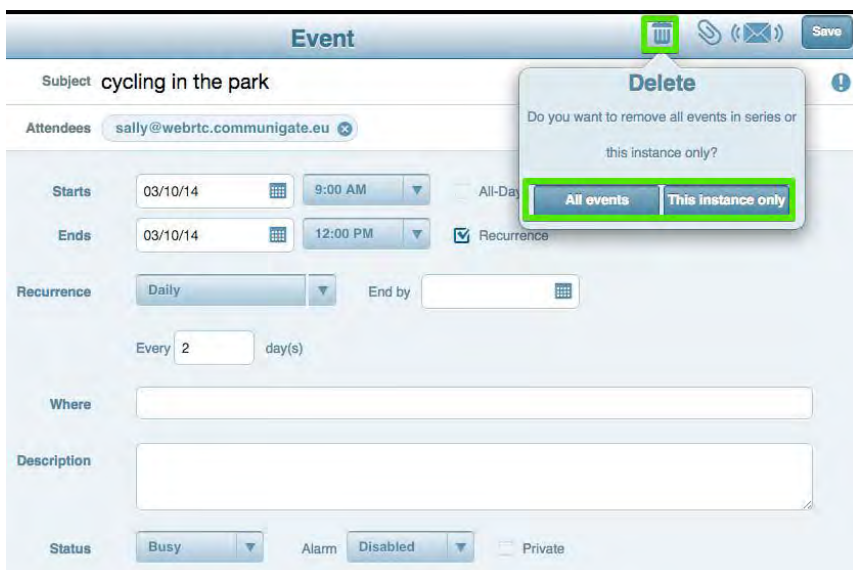 Event
Save
Subject cycling in the park
Delete
Attendees sally@webrtc.communigate.eu
Do you want to remove all events in series or
this instance only?
All events This instance only
Starts 03/10/14 9:00 AM All-Day
Ends 03/10/14 12:00 PM Recurrence
Recurrence Daily End by
Every 2 day(s)
Where
Description
Status Busy Alarm Disabled Private